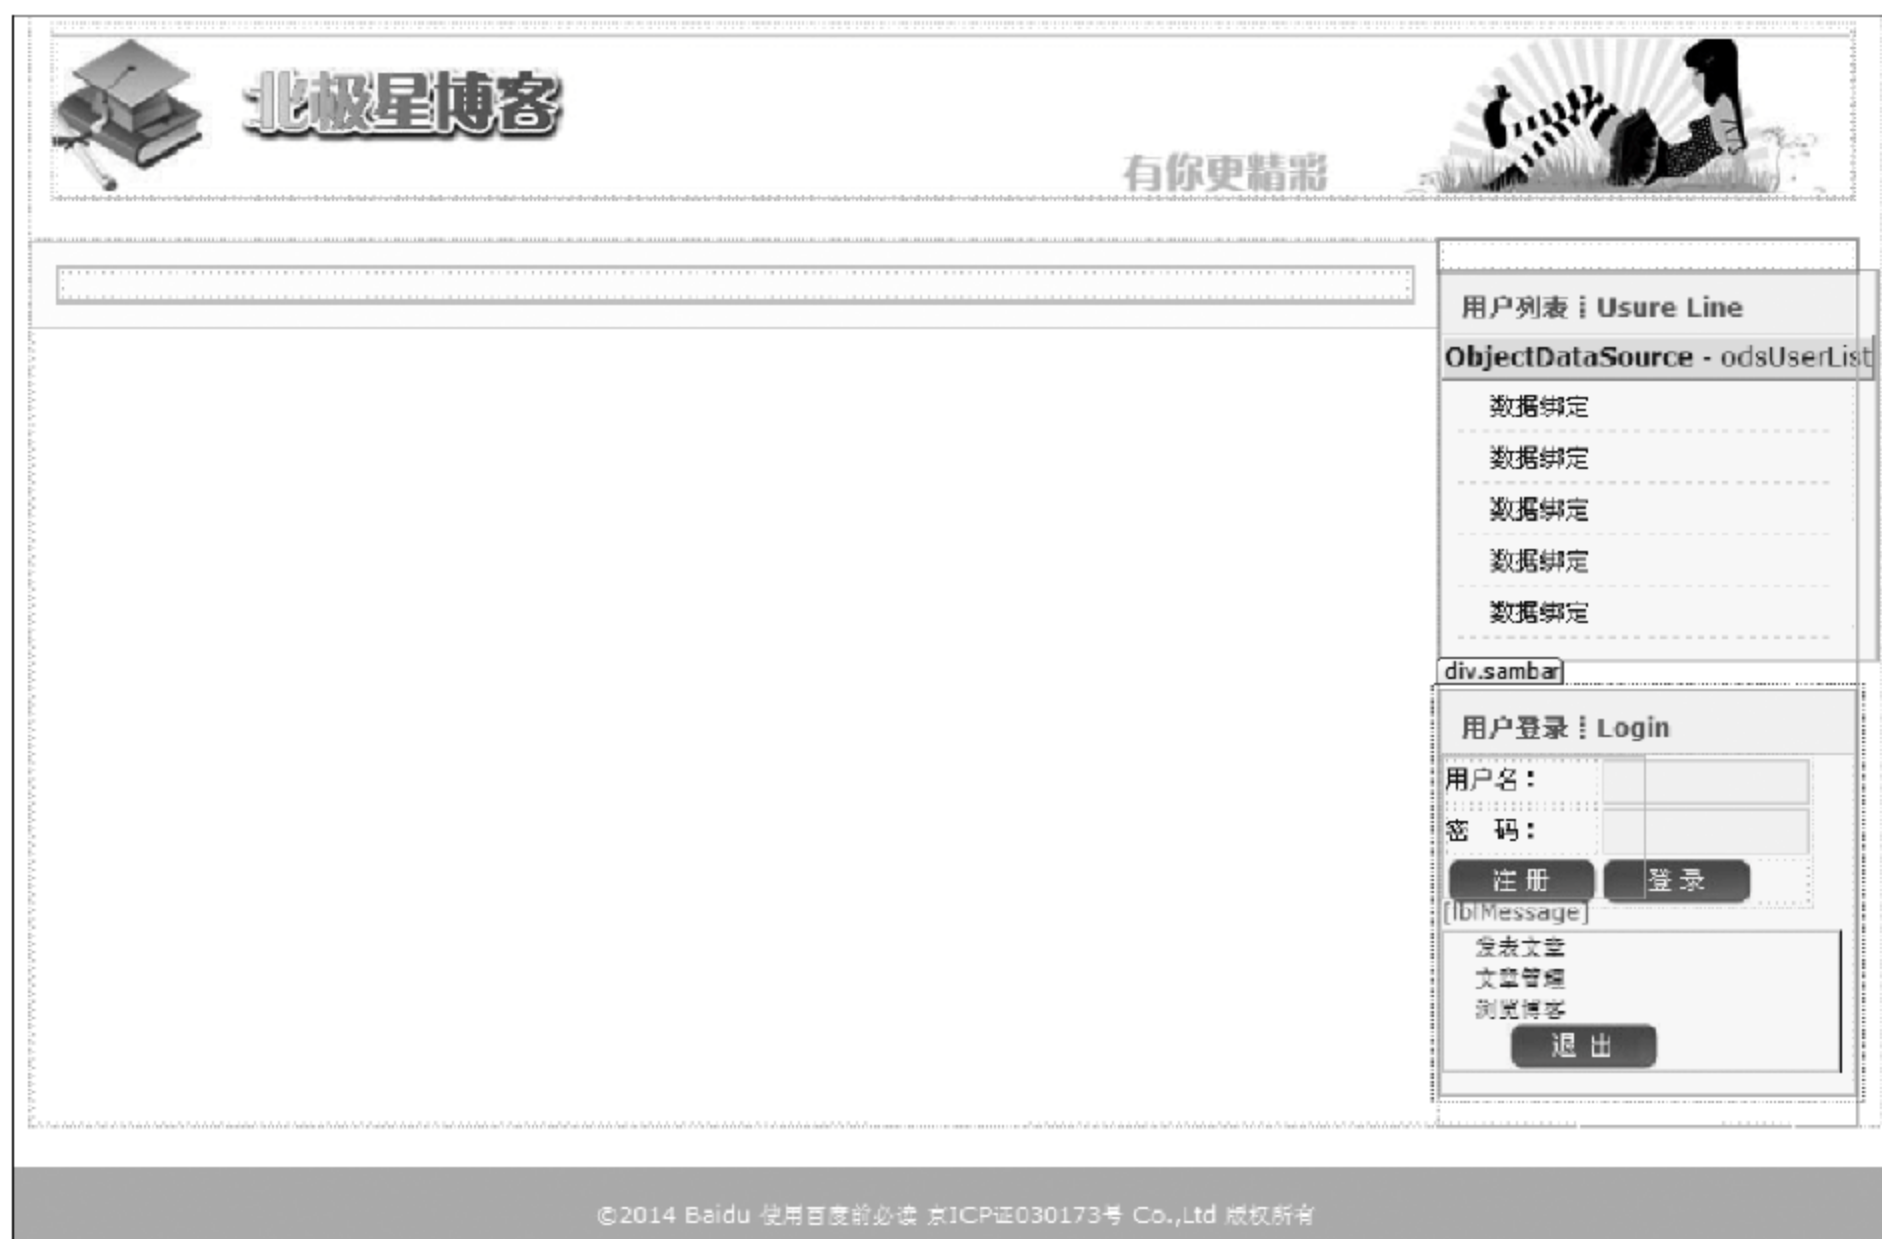 北极星博客
有你更精彩
用户列表┋Usure Line
ObjectDataSource - odsUserList
数据绑定
数据绑定
数据绑定
数据绑定
数据绑定
div.sambar
用户登录┋Login
用户名：
密 码：
注 册 登 录
[lblMessage]
发表文章
文章管理
浏览博客
退 出
©2014 Baidu 使用百度前必读 京ICP证030173号 Co.,Ltd 版权所有